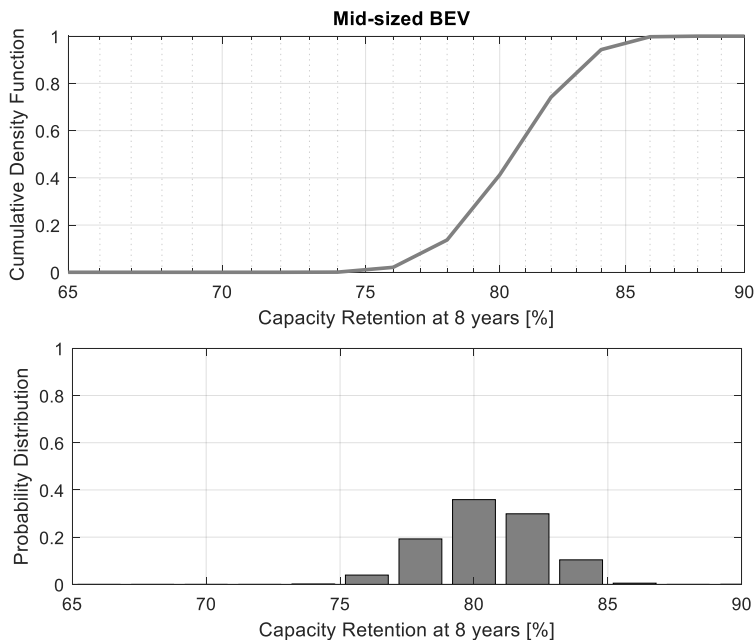 Mid-sized BEV
Cumulative Density Function
1
0.8
0.6
0.4
0.2
0
65 70 75 80 85 90
Capacity Retention at 8 years [%]
Probability Distribution
1
0.8
0.6
0.4
0.2
0
65 70 75 80 85 90
Capacity Retention at 8 years [%]